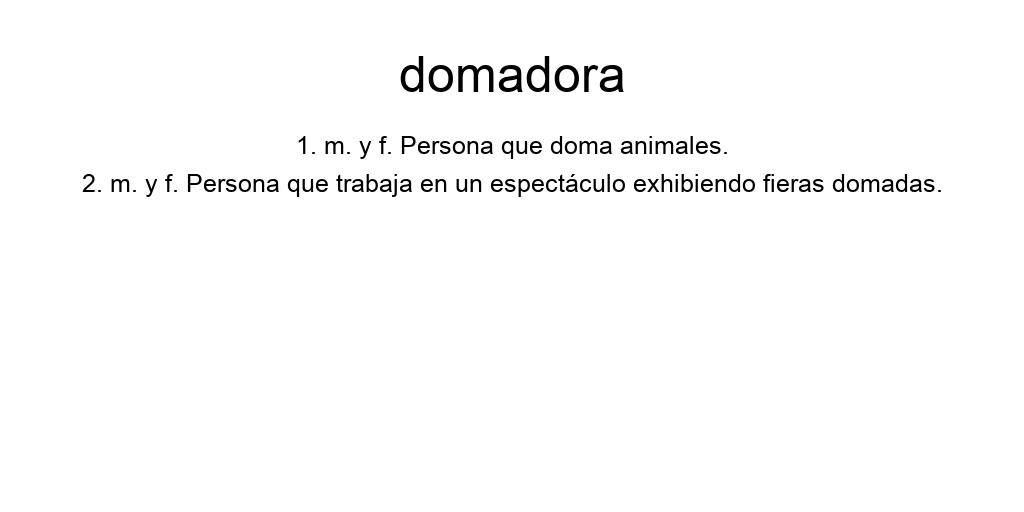 domadora
1. m. y f. Persona que doma animales.
2. m. y f. Persona que trabaja en un espectáculo exhibiendo fieras domadas.